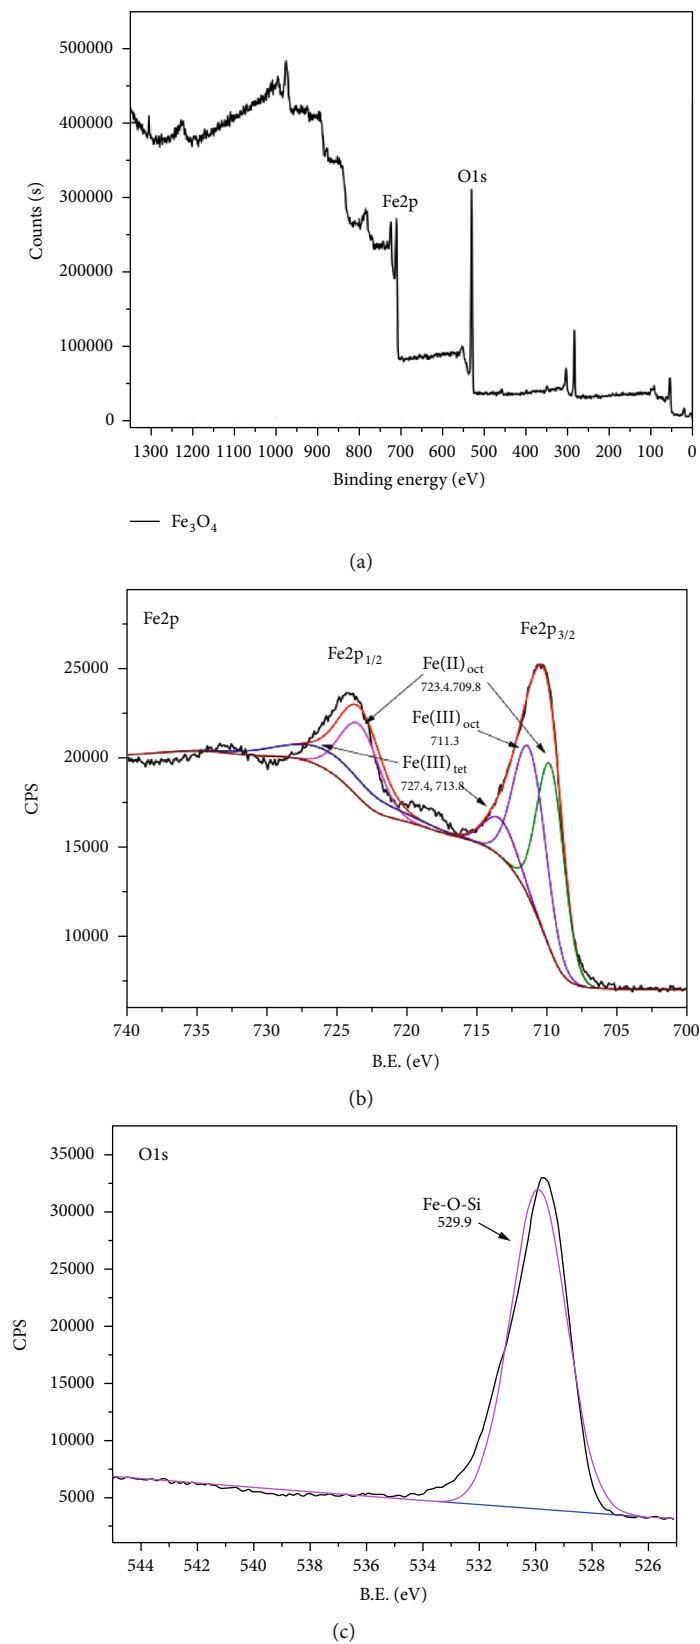 500000
400000
300000
200000
100000
0
Counts (s)
Fe2p
O1s
1300 1200 1100 1000 900 800 700 600 500 400 300 200 100 0
Binding energy (eV)
Fe₃O₄
(a)
Fe2p
Fe2p₃/₂
Fe2p₁/₂
Fe(II)oct
723.4.709.8
Fe(III)oct
711.3
Fe(III)tet
727.4, 713.8
25000
20000
15000
10000
CPS
740 735 730 725 720 715 710 705 700
B.E. (eV)
(b)
O1s
Fe-O-Si
529.9
35000
30000
25000
20000
15000
10000
5000
CPS
544 542 540 538 536 534 532 530 528 526
B.E. (eV)
(c)